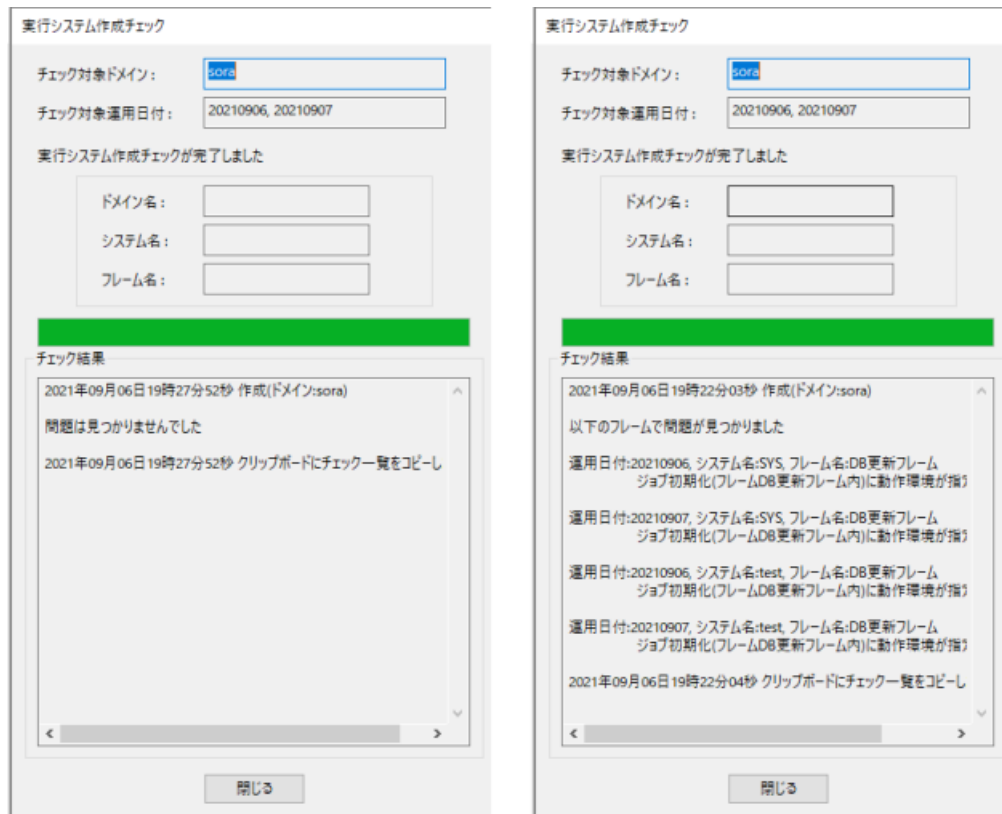 実行システム作成チェック
チェック対象ドメイン：
sora
チェック対象運用日付：
20210906, 20210907
実行システム作成チェックが完了しました
ドメイン名：
システム名：
フレーム名：
チェック結果
2021年09月06日19時27分52秒 作成(ドメイン:sora)
問題は見つかりませんでした
2021年09月06日19時27分52秒 クリップボードにチェック一覧をコピーし
閉じる
実行システム作成チェック
チェック対象ドメイン：
sora
チェック対象運用日付：
20210906, 20210907
実行システム作成チェックが完了しました
ドメイン名：
システム名：
フレーム名：
チェック結果
2021年09月06日19時22分03秒 作成(ドメイン:sora)
以下のフレームで問題が見つかりました
運用日付:20210906, システム名:SYS, フレーム名:DB更新フレーム
ジョブ初期化(フレームDB更新フレーム内)に動作環境が指
運用日付:20210907, システム名:SYS, フレーム名:DB更新フレーム
ジョブ初期化(フレームDB更新フレーム内)に動作環境が指
運用日付:20210906, システム名:test, フレーム名:DB更新フレーム
ジョブ初期化(フレームDB更新フレーム内)に動作環境が指
運用日付:20210907, システム名:test, フレーム名:DB更新フレーム
ジョブ初期化(フレームDB更新フレーム内)に動作環境が指
2021年09月06日19時22分04秒 クリップボードにチェック一覧をコピーし
閉じる